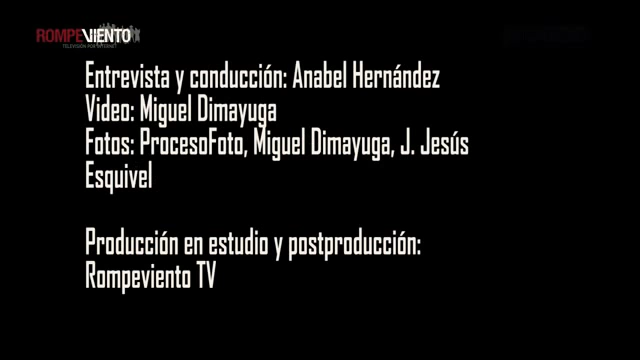 ROMPEVIENTO
TELEVISIÓN POR INTERNET
Entrevista y conducción: Anabel Hernández
Video: Miguel Dimayuga
Fotos: ProcesoFoto, Miguel Dimayuga, J. Jesús
Esquivel
Producción en estudio y postproducción:
Rompeviento TV